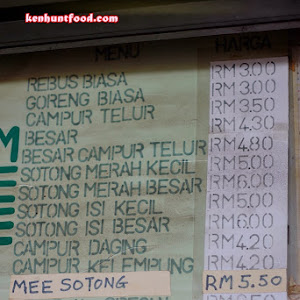 kenhuntfood.com
MENU HARGA
REBUS BIASA RM 3.00
GORENG BIASA RM 3.00
CAMPUR TELUR RM 3.50
BESAR RM 4.30
BESAR CAMPUR TELUR RM 4.80
SOTONG MERAH KECIL RM 5.00
SOTONG MERAH BESAR RM 6.00
SOTONG ISI KECIL RM 5.00
SOTONG ISI BESAR RM 6.00
CAMPUR DAGING RM 4.20
CAMPUR KELEMPUNG RM 4.20
MEE SOTONG RM 5.50